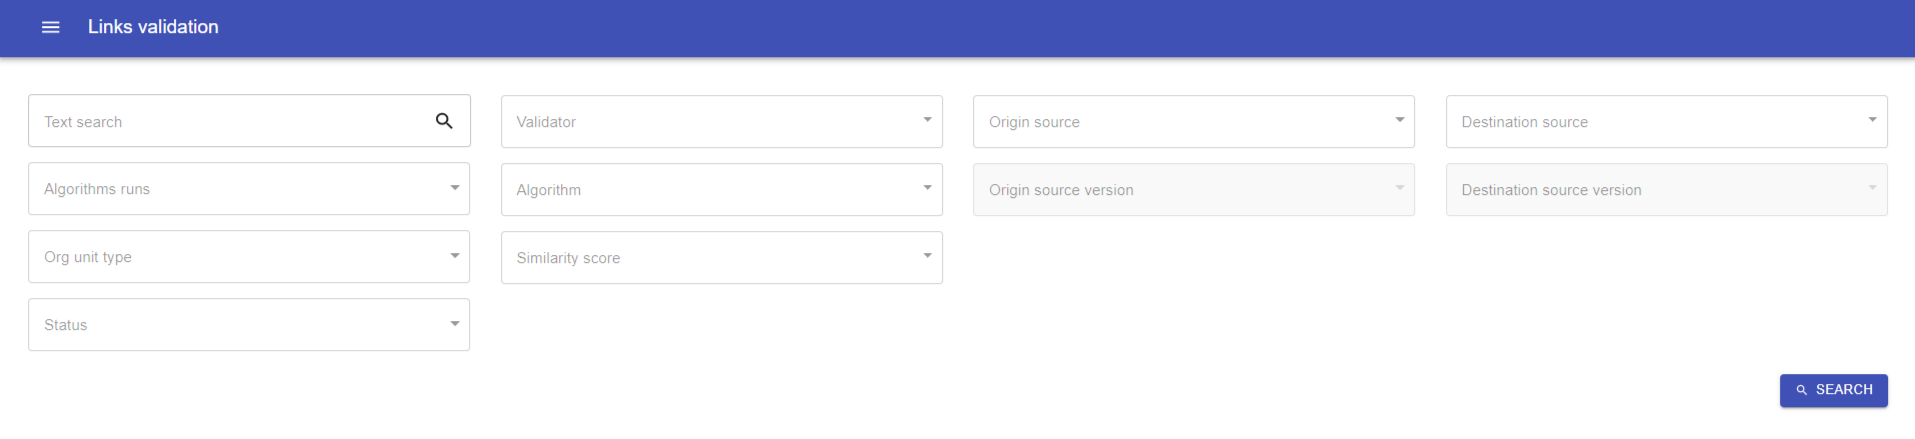 Links validation
Text search
Validator
Origin source
Destination source
Algorithms runs
Algorithm
Origin source version
Destination source version
Org unit type
Similarity score
Status
SEARCH